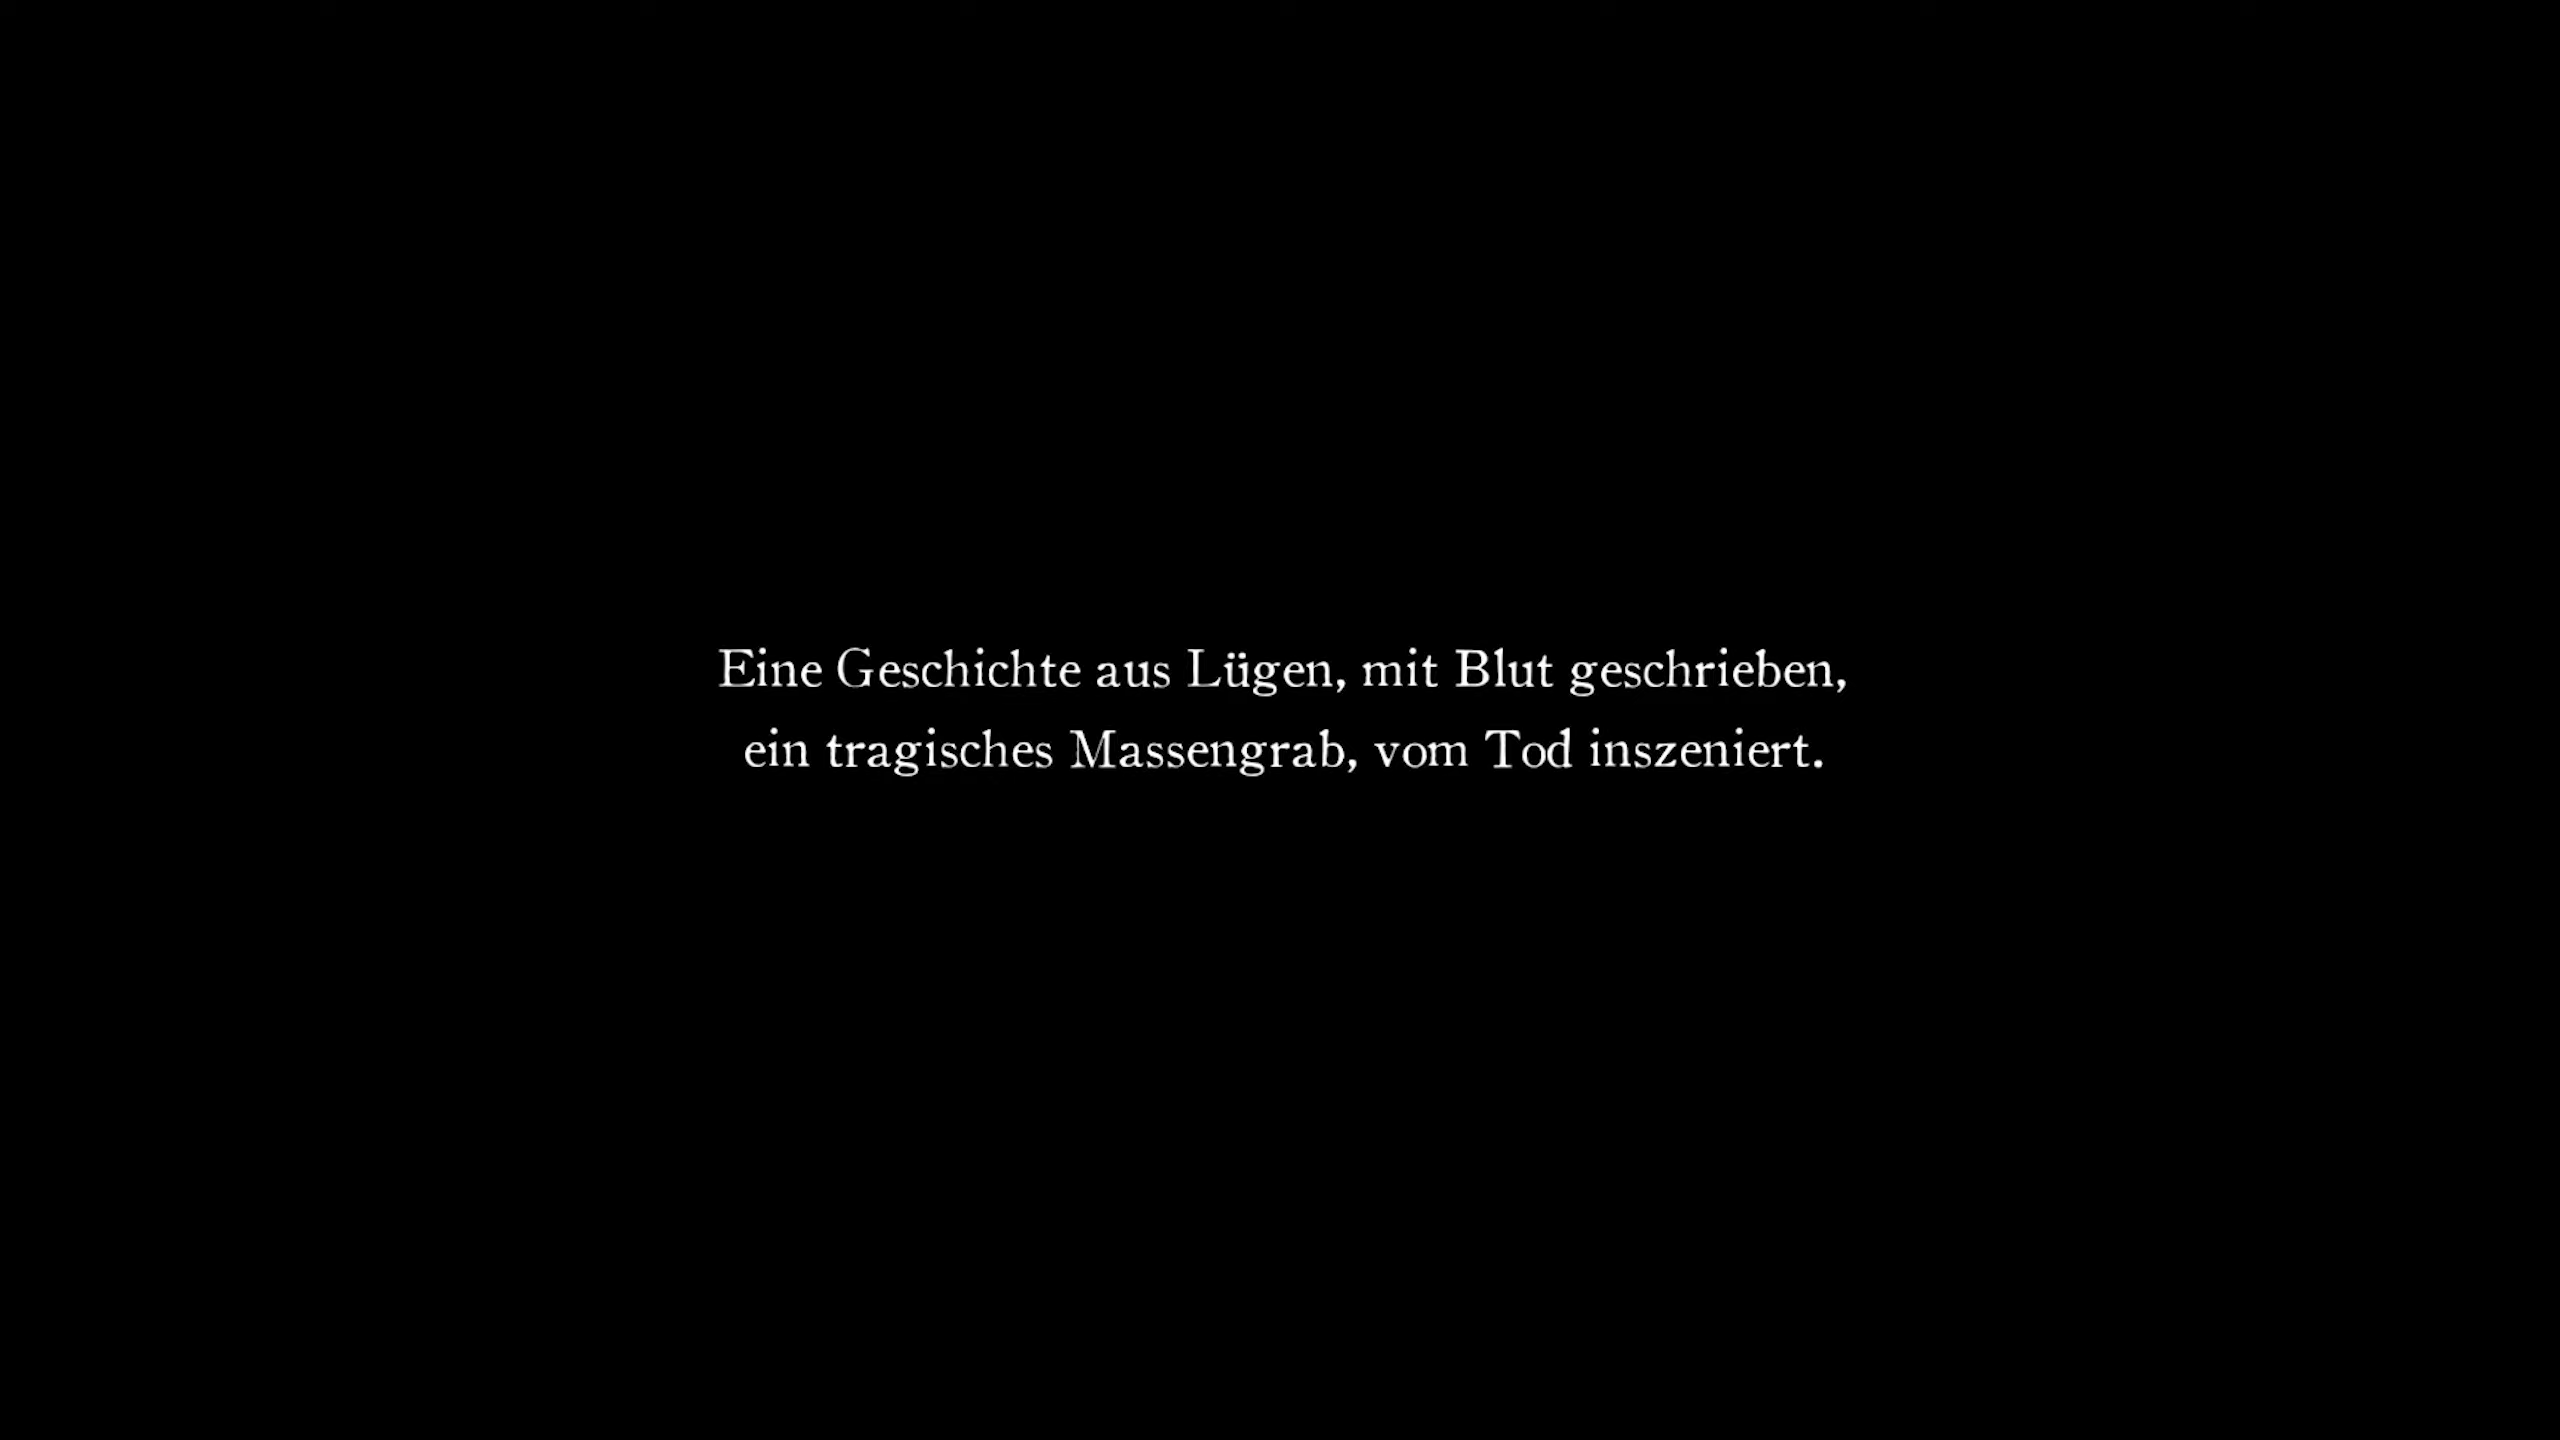 Eine Geschichte aus Lügen, mit Blut geschrieben,
ein tragisches Massengrab, vom Tod inszeniert.